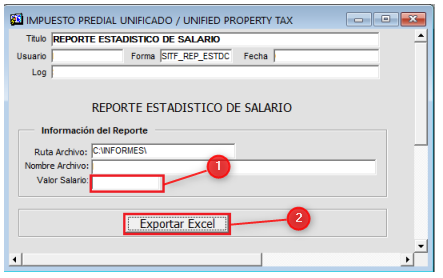 IMPUESTO PREDIAL UNIFICADO / UNIFIED PROPERTY TAX
Titulo REPORTE ESTADISTICO DE SALARIO
Usuario Forma SITF_REP_ESTDC Fecha
Log
REPORTE ESTADISTICO DE SALARIO
Información del Reporte
Ruta Archivo: C:\INFORMES\
Nombre Archivo:
Valor Salario:
1
Exportar Excel
2